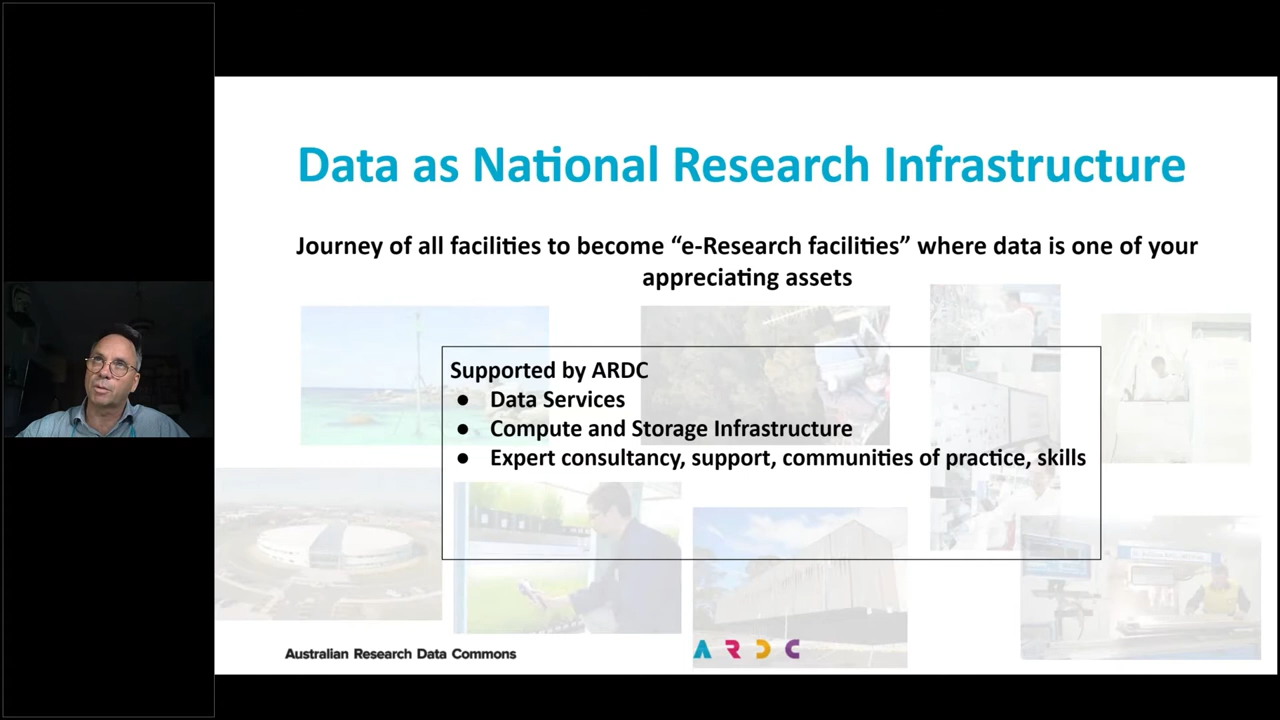 Data as National Research Infrastructure
Journey of all facilities to become “e-Research facilities” where data is one of your
appreciating assets
Supported by ARDC
● Data Services
● Compute and Storage Infrastructure
● Expert consultancy, support, communities of practice, skills
Australian Research Data Commons
ARDC